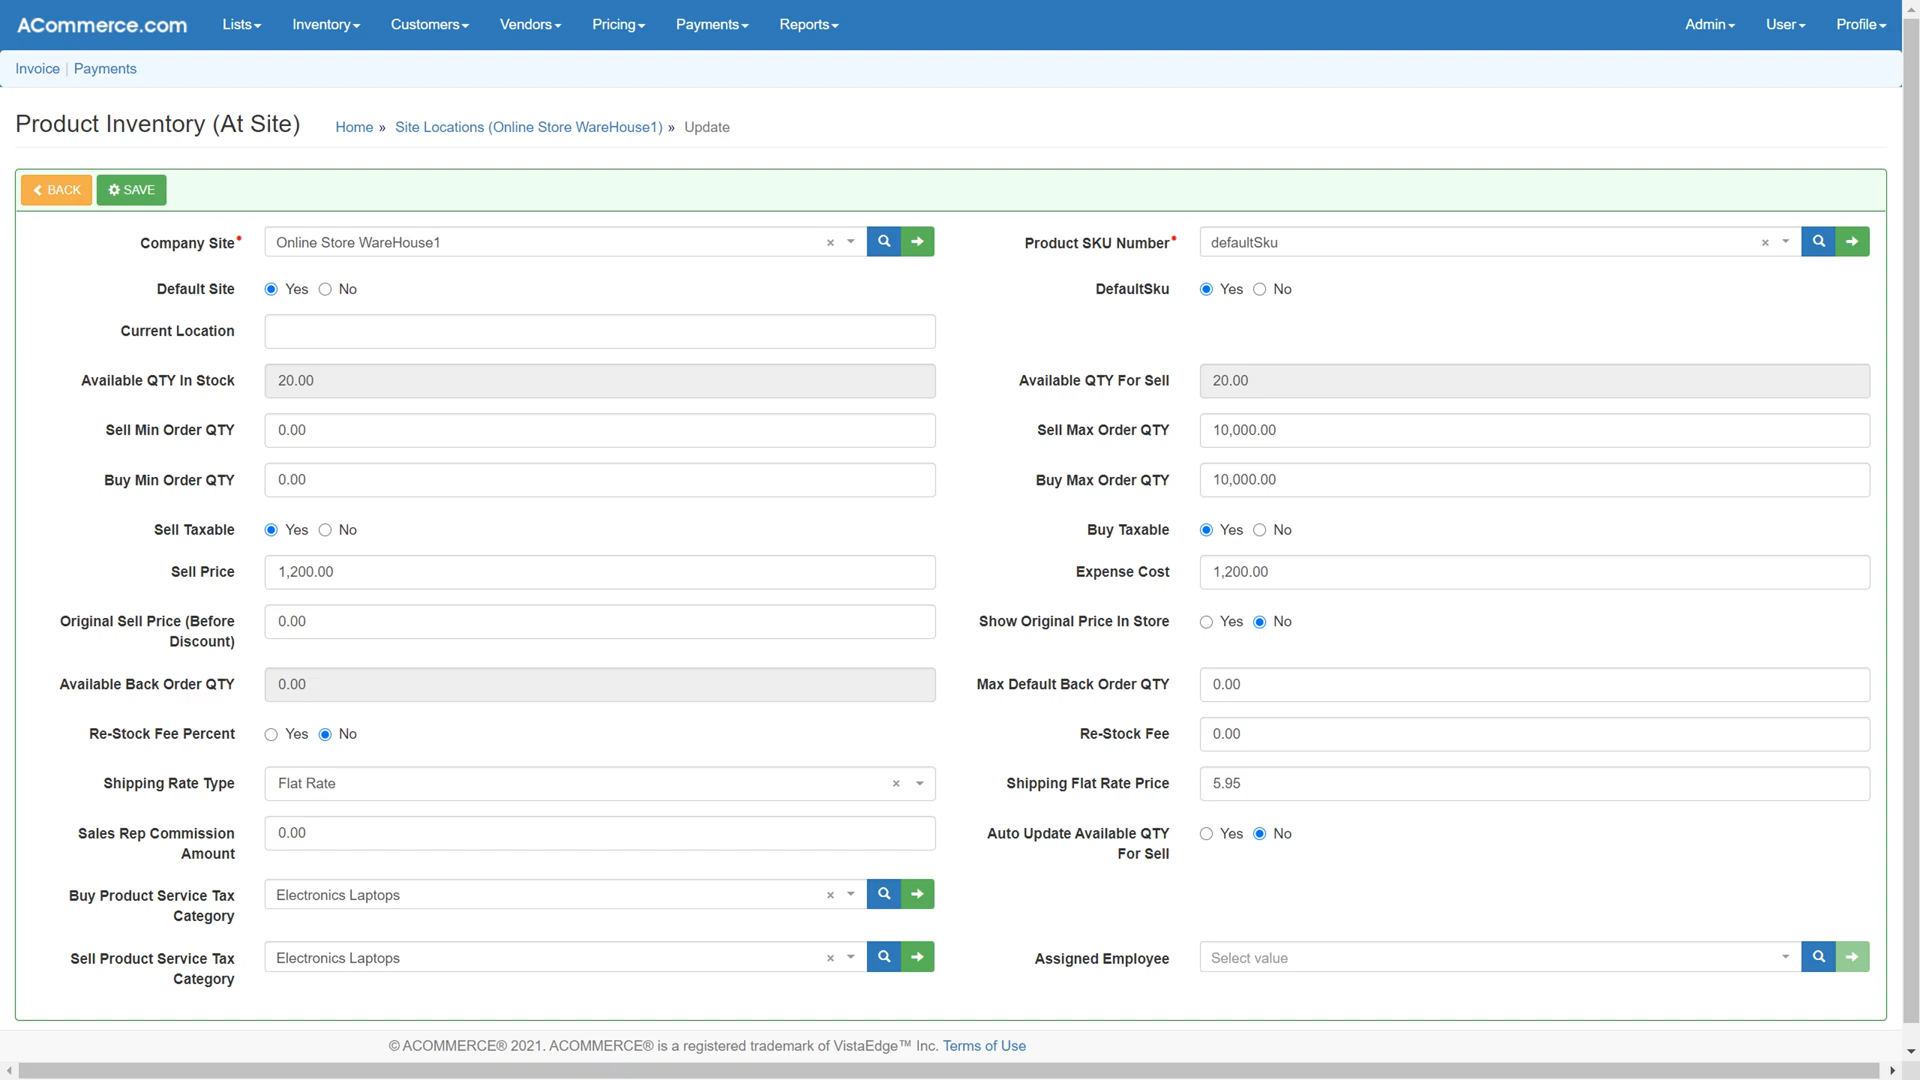 ACommerce.com Lists Inventory Customers Vendors Pricing Payments Reports Admin User Profile
Invoice | Payments
Product Inventory (At Site) Home » Site Locations (Online Store WareHouse1) » Update
BACK SAVE
Company Site* Online Store WareHouse1 × Product SKU Number* defaultSku ×
Default Site Yes No DefaultSku Yes No
Current Location
Available QTY In Stock 20.00 Available QTY For Sell 20.00
Sell Min Order QTY 0.00 Sell Max Order QTY 10,000.00
Buy Min Order QTY 0.00 Buy Max Order QTY 10,000.00
Sell Taxable Yes No Buy Taxable Yes No
Sell Price 1,200.00 Expense Cost 1,200.00
Original Sell Price (Before 0.00 Show Original Price In Store Yes No
Discount)
Available Back Order QTY 0.00 Max Default Back Order QTY 0.00
Re-Stock Fee Percent Yes No Re-Stock Fee 0.00
Shipping Rate Type Flat Rate × Shipping Flat Rate Price 5.95
Sales Rep Commission 0.00 Auto Update Available QTY Yes No
Amount For Sell
Buy Product Service Tax Electronics Laptops ×
Category
Sell Product Service Tax Electronics Laptops × Assigned Employee Select value
Category
© ACOMMERCE® 2021. ACOMMERCE® is a registered trademark of VistaEdge™ Inc. Terms of Use